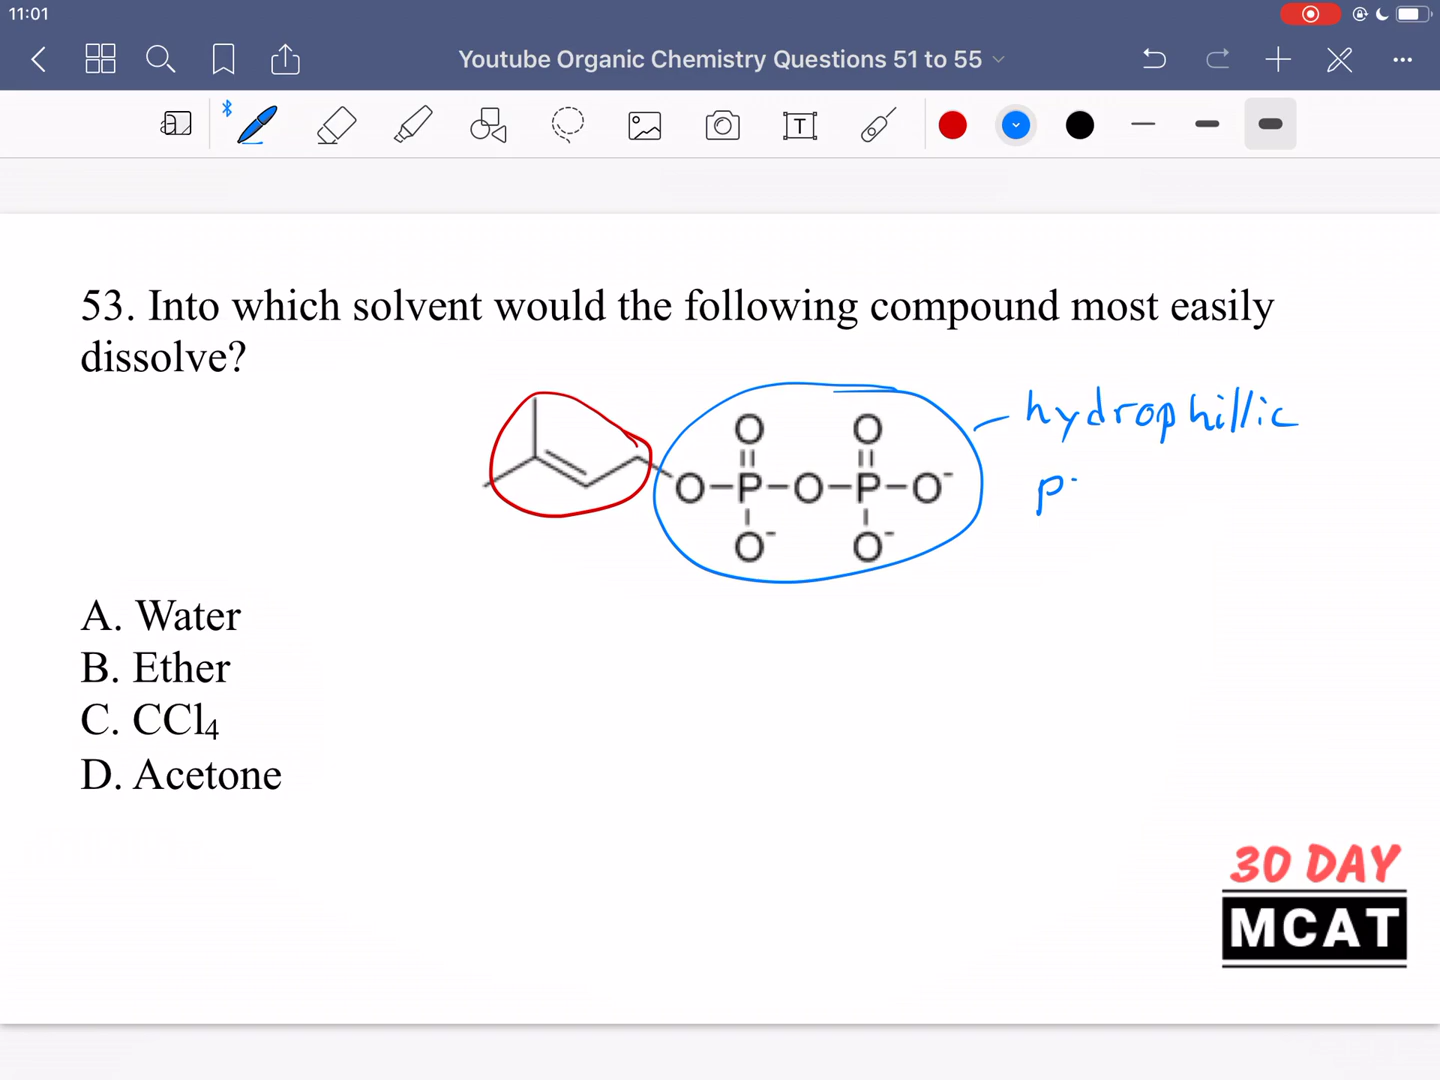 11:01
Youtube Organic Chemistry Questions 51 to 55
T
53. Into which solvent would the following compound most easily
dissolve?
hydrophillic
p
O O
O-P-O-P-O⁻
O⁻ O⁻
A. Water
B. Ether
C. CCl₄
D. Acetone
30 DAY
MCAT